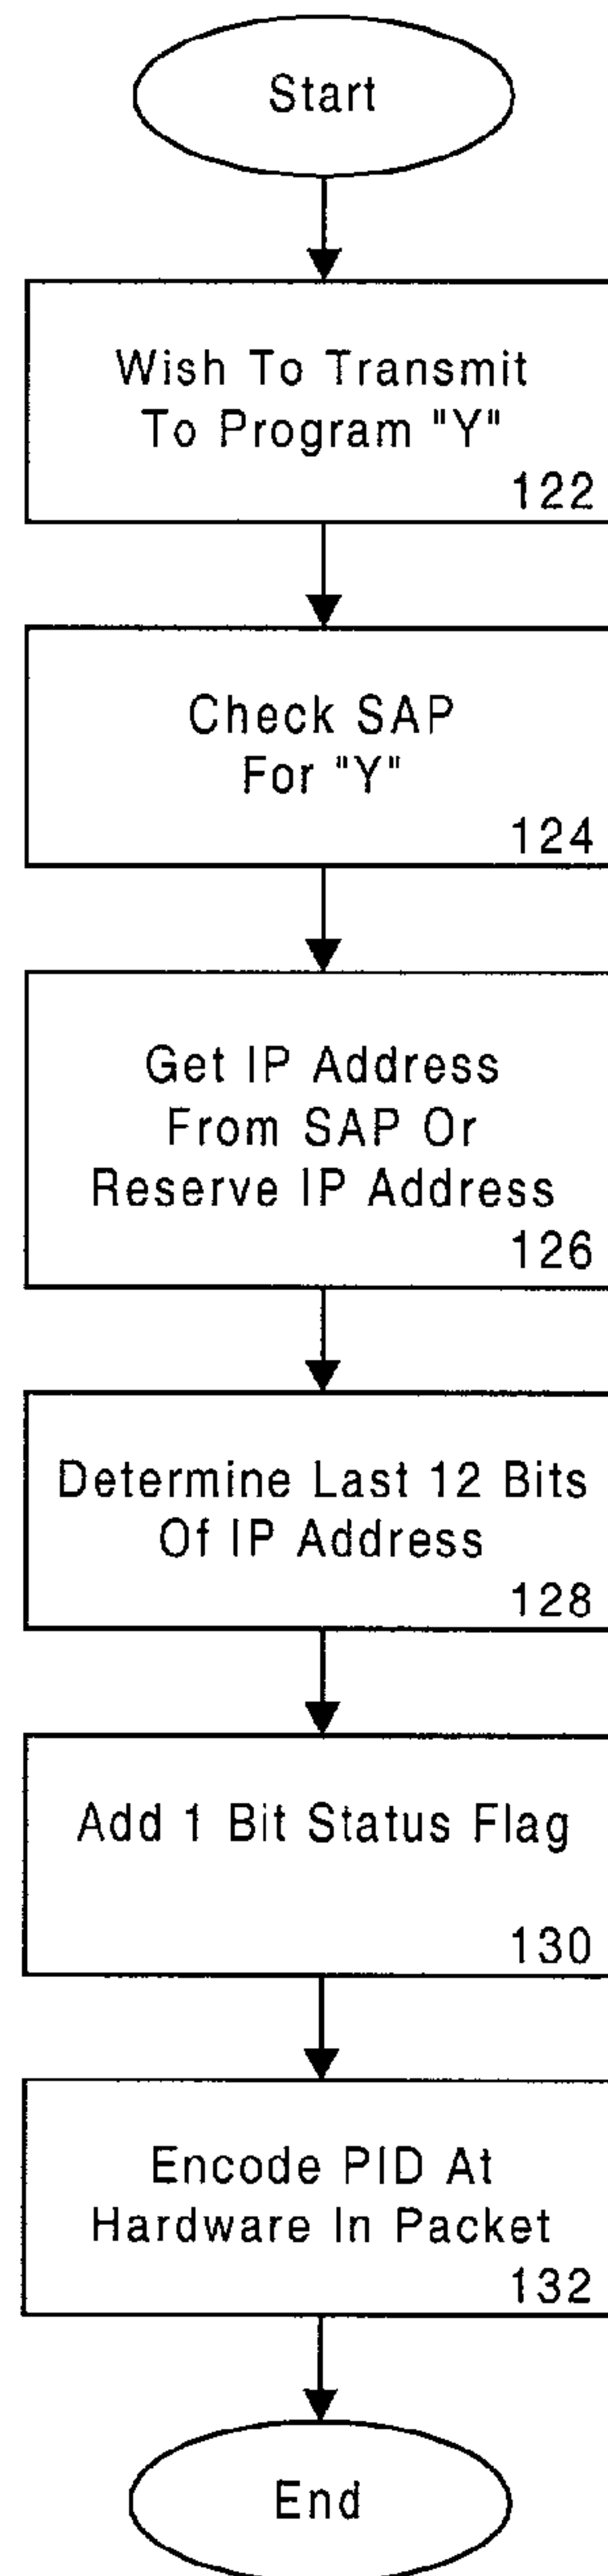 Start
Wish To Transmit
To Program "Y"
122
Check SAP
For "Y"
124
Get IP Address
From SAP Or
Reserve IP Address
126
Determine Last 12 Bits
Of IP Address
128
Add 1 Bit Status Flag
130
Encode PID At
Hardware In Packet
132
End